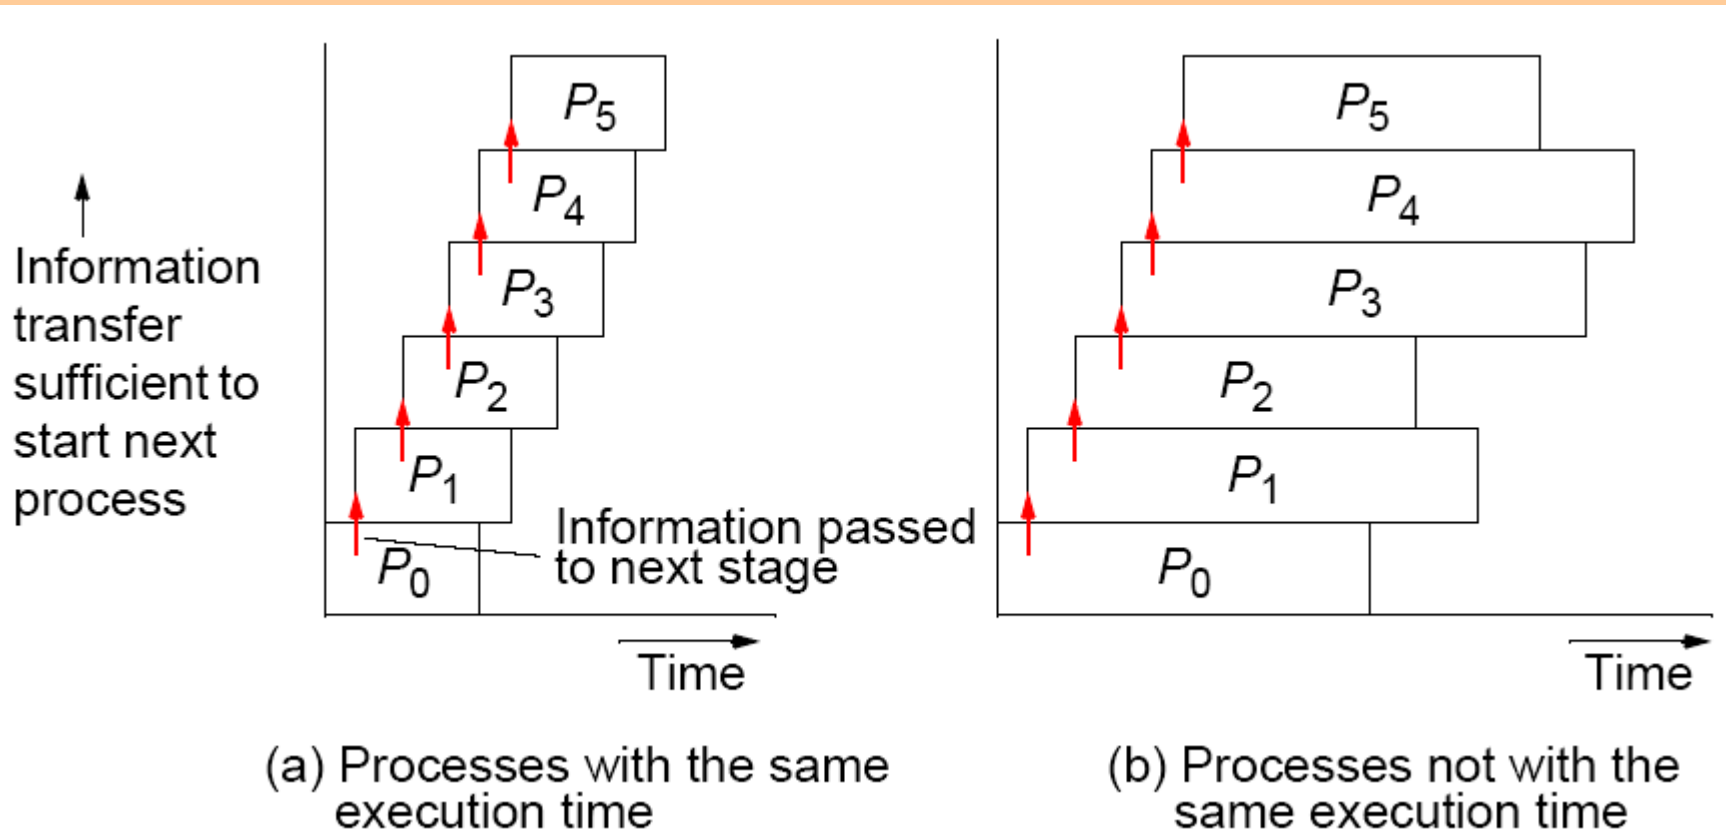 Information
transfer
sufficient to
start next
process
P5
P4
P3
P2
P1
P0
Information passed
to next stage
Time
(a) Processes with the same
execution time
P5
P4
P3
P2
P1
P0
Time
(b) Processes not with the
same execution time